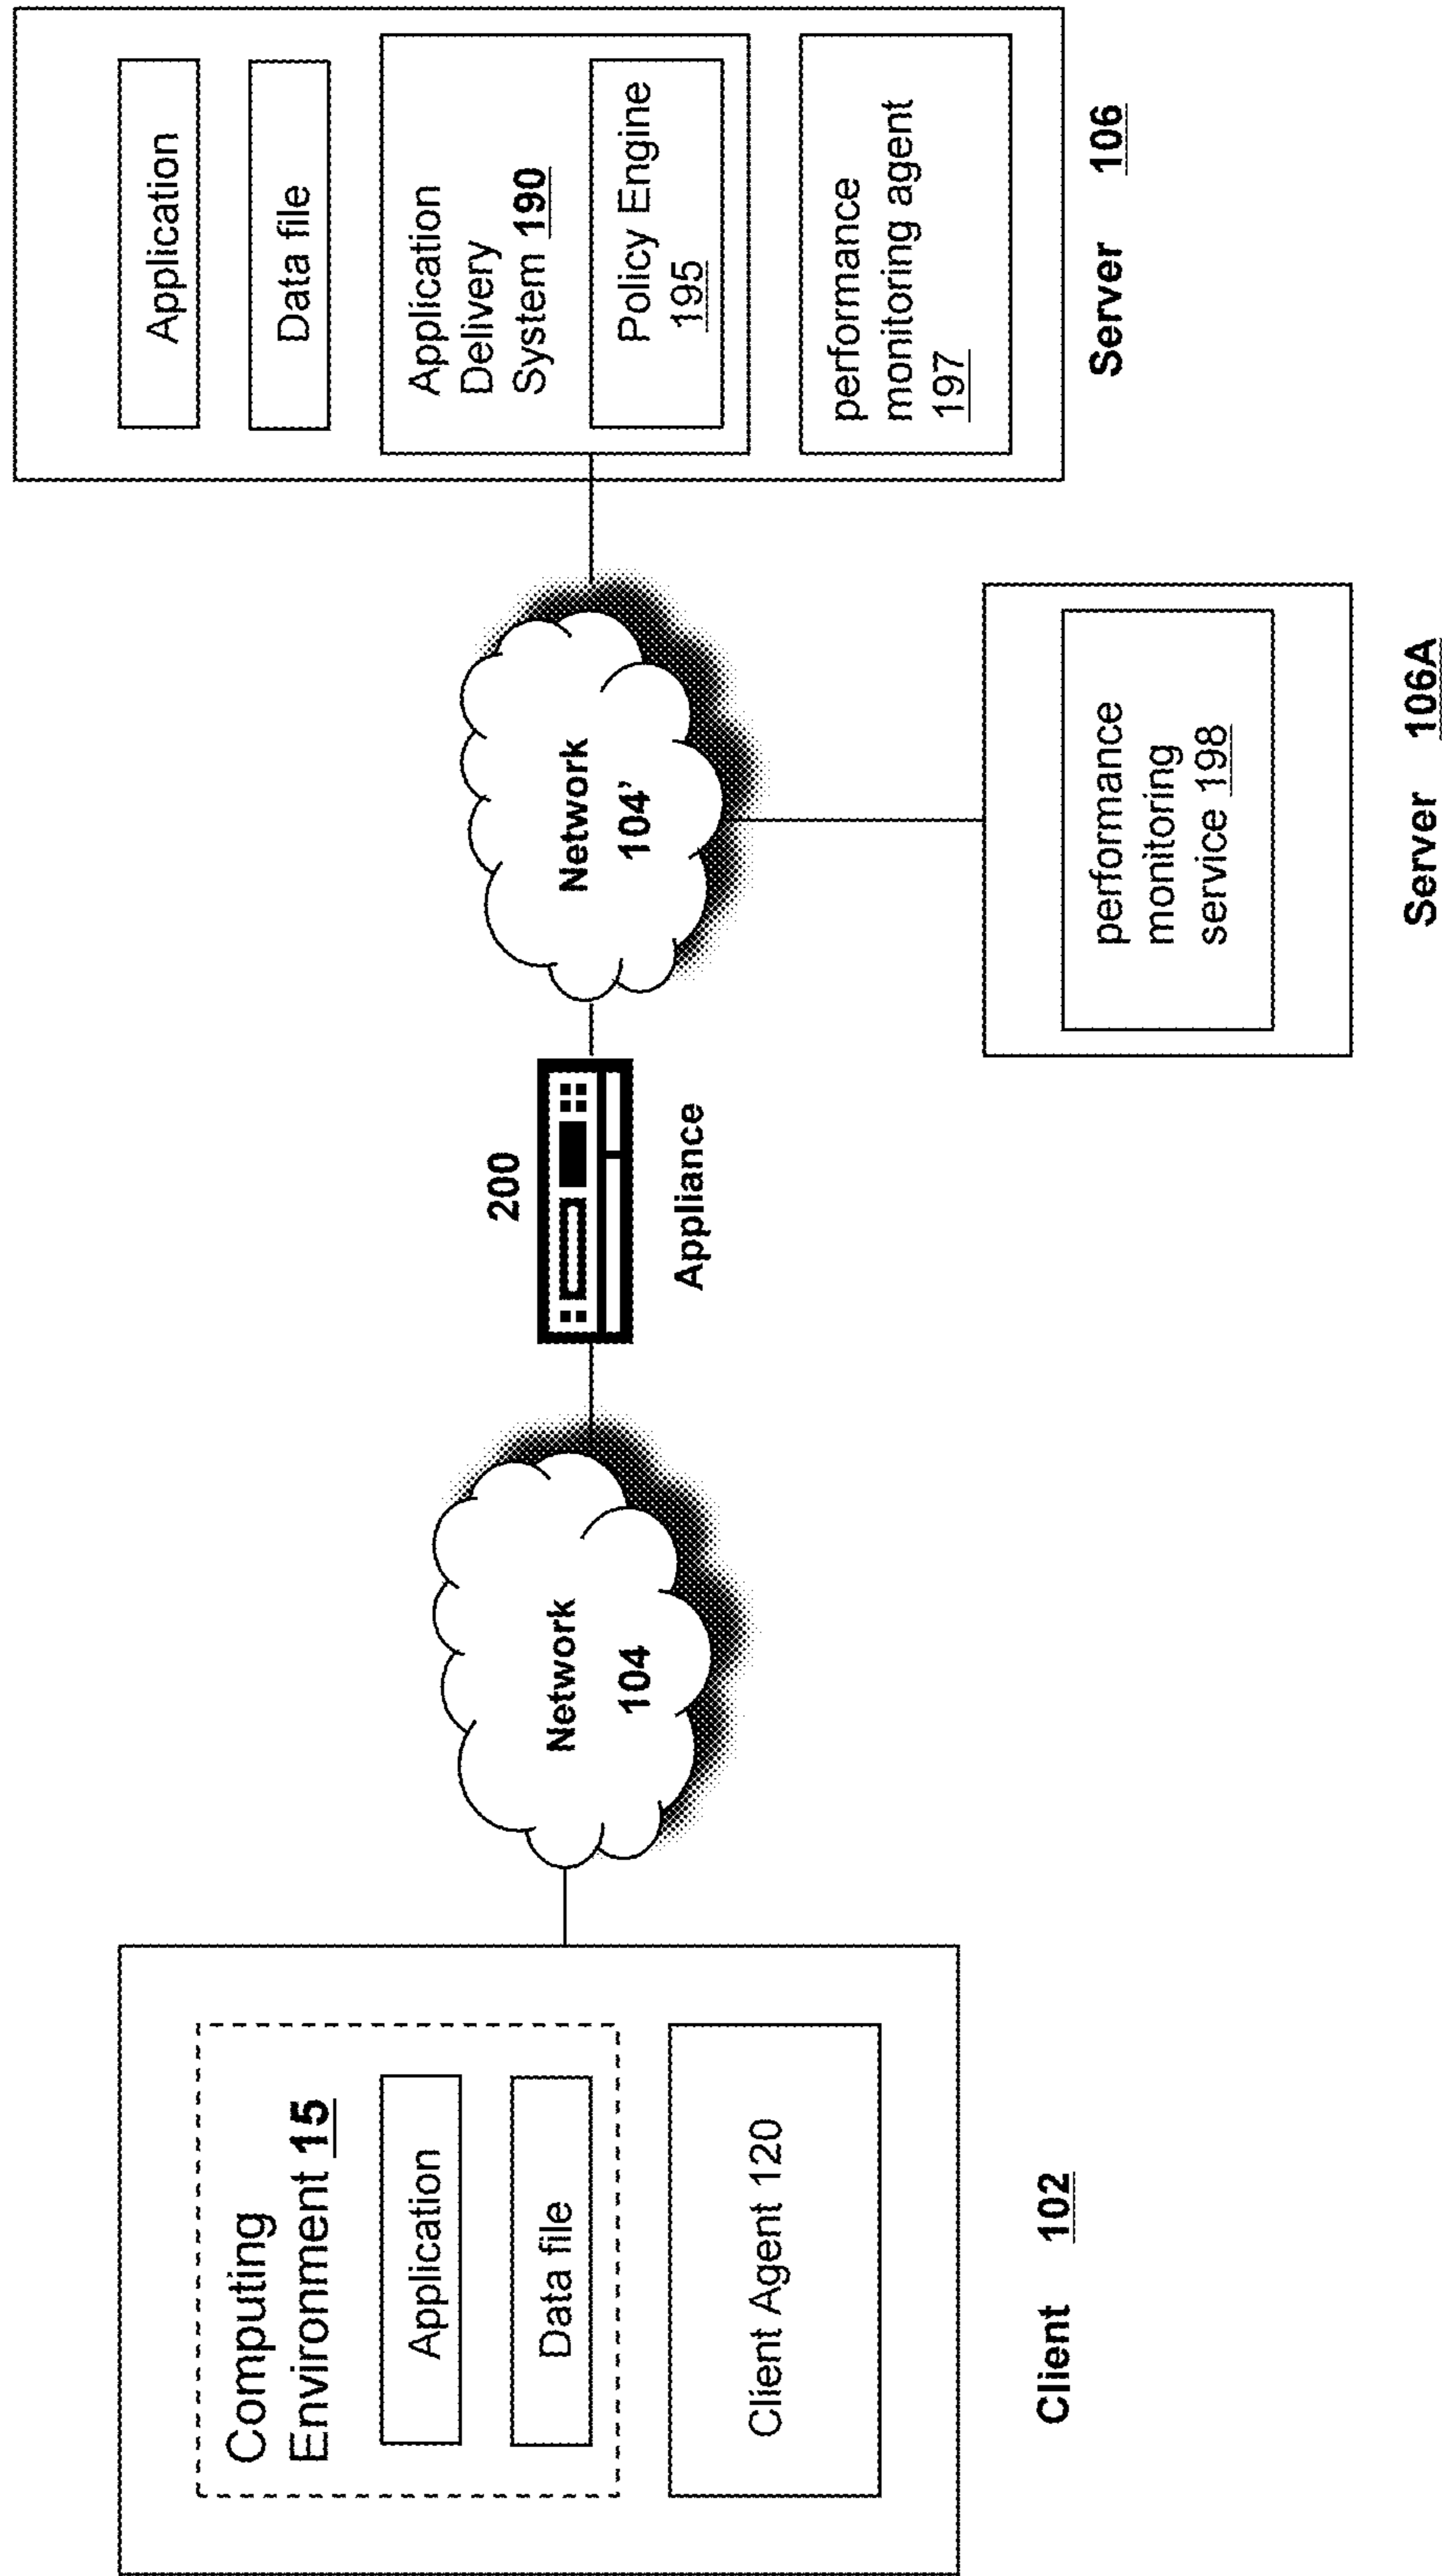 Computing
Environment 15
Application
Data file
Client Agent 120
Client 102
Network
104
200
Appliance
Network
104’
performance
monitoring
service 198
Server 106A
Application
Data file
Application
Delivery
System 190
Policy Engine
195
performance
monitoring agent
197
Server 106